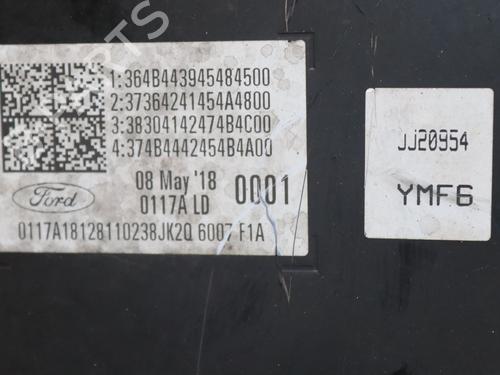 1:364B443945484500
2:37364241454A4800
3:38304142474B4C00
4:374B4442454B4A00
Ford
08 May '18
0117A LD
0001
0117A18128110238JK2Q 6007 F1A
JJ20954
YMF6